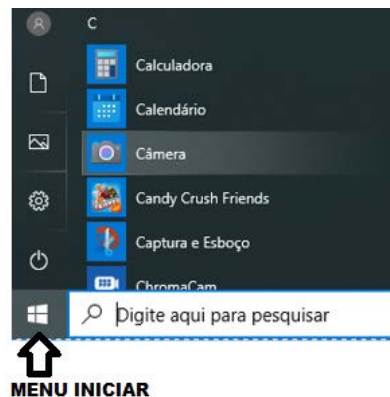 C
Calculadora
Calendário
Câmera
Candy Crush Friends
Captura e Esboço
ChromaCam
Digite aqui para pesquisar
MENU INICIAR